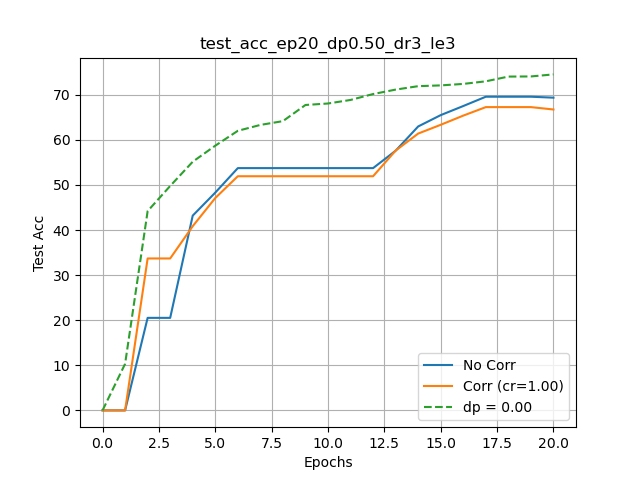 test_acc_ep20_dp0.50_dr3_le3
70
60
50
40
30
20
10
0
Test Acc
0.0 2.5 5.0 7.5 10.0 12.5 15.0 17.5 20.0
Epochs
No Corr
Corr (cr=1.00)
dp = 0.00